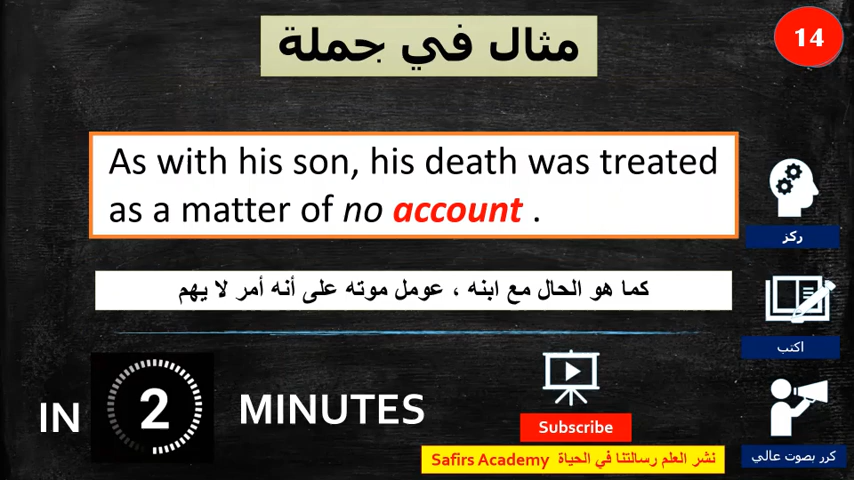 مثال في جملة
14
As with his son, his death was treated
as a matter of no account .
كما هو الحال مع ابنه ، عومل موته على أنه أمر لا يهم
ركز
اكتب
كرر بصوت عالي
IN 2 MINUTES
Subscribe
نشر العلم رسالتنا في الحياة Safirs Academy